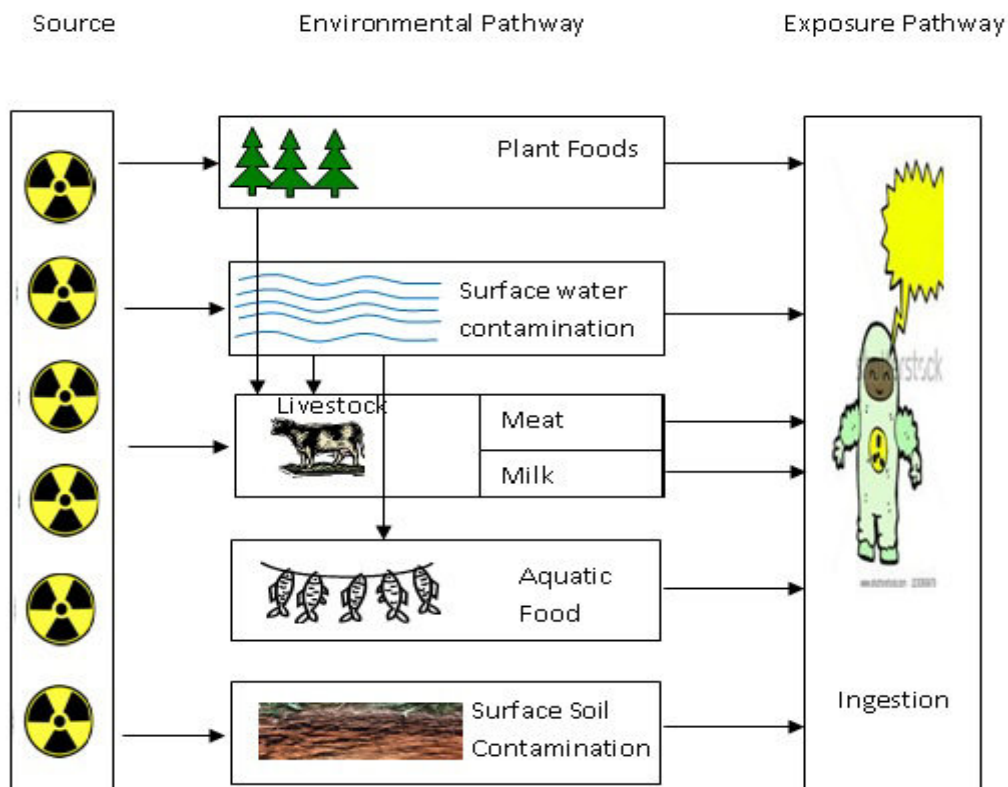 Source
Environmental Pathway
Exposure Pathway
Plant Foods
Surface water
contamination
Livestock
Meat
Milk
Aquatic
Food
Surface Soil
Contamination
Ingestion